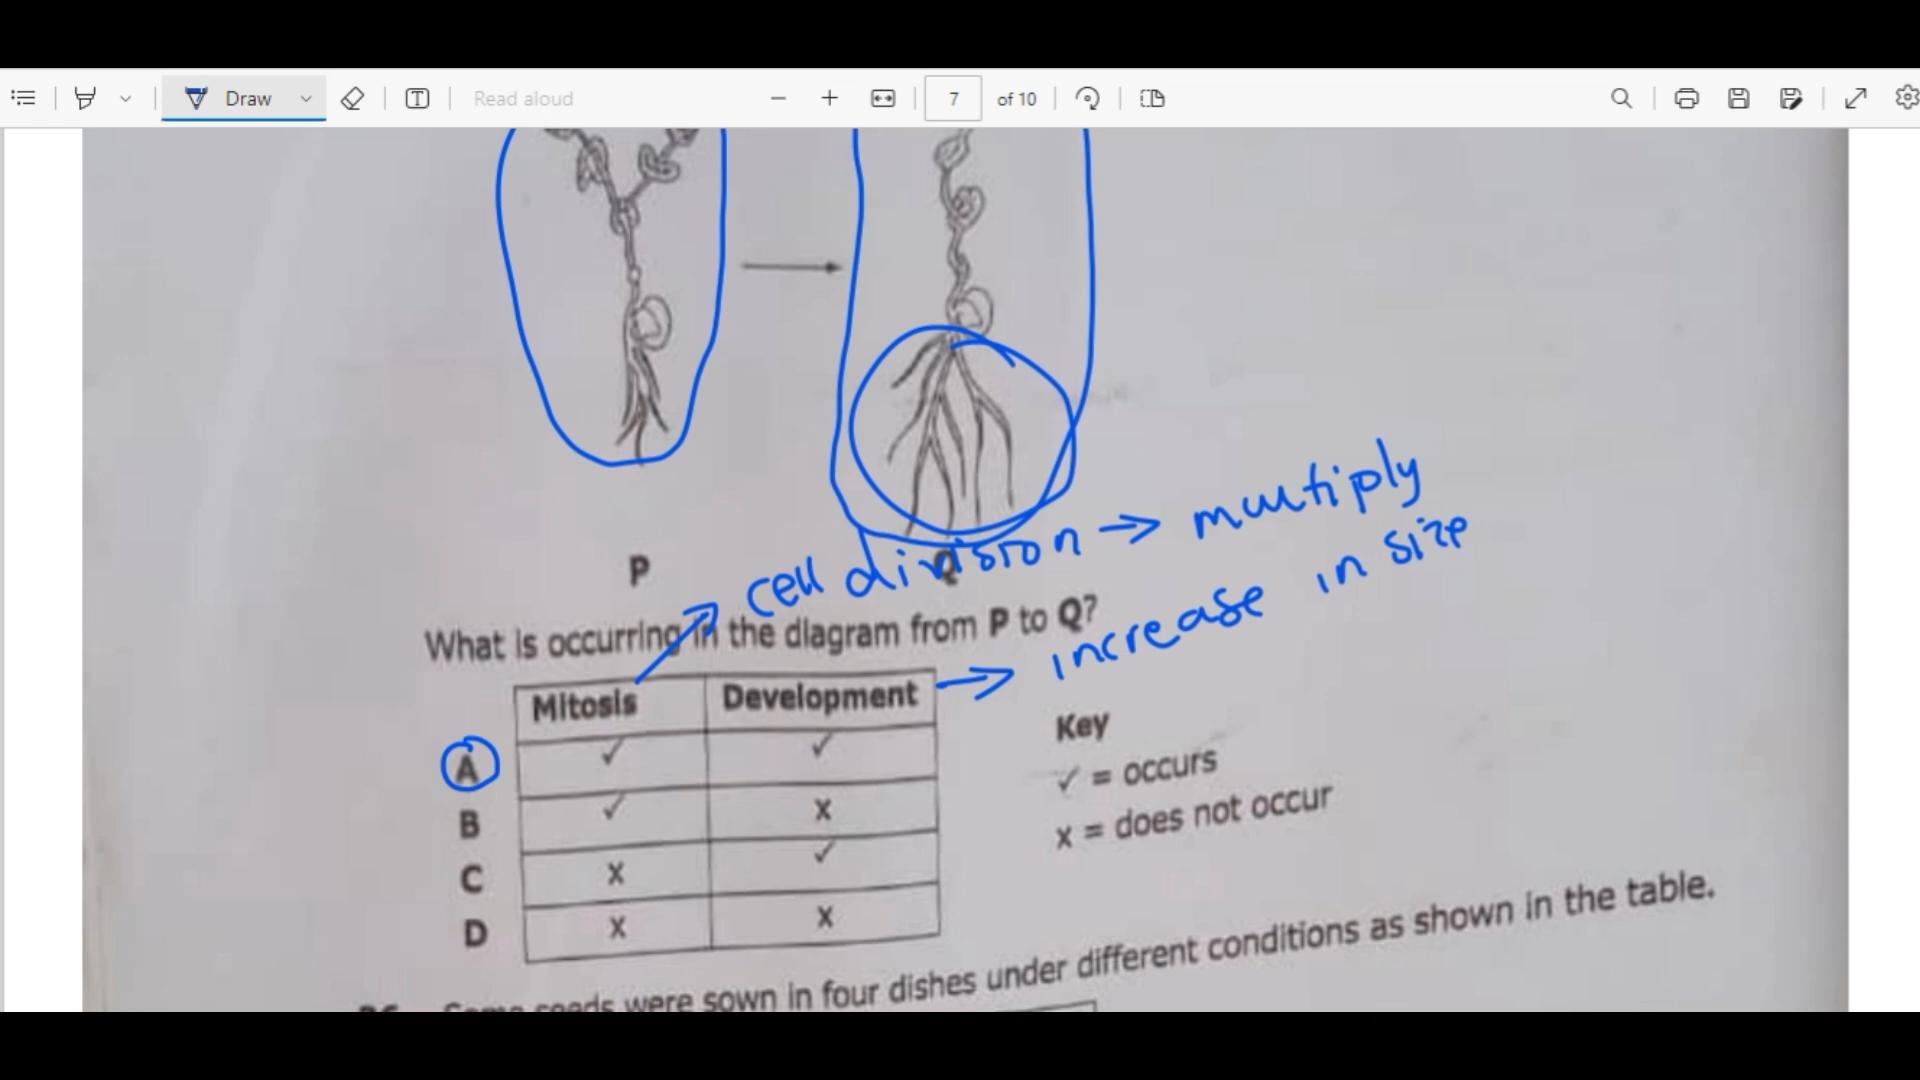 Draw
Read aloud
7
of 10
P
Q
cell division → multiply
What is occurring in the diagram from P to Q?
→ increase in size
Mitosis Development
A ✓ ✓
B ✓ x
C x ✓
D x x
Key
✓ = occurs
x = does not occur
Some seeds were sown in four dishes under different conditions as shown in the table.